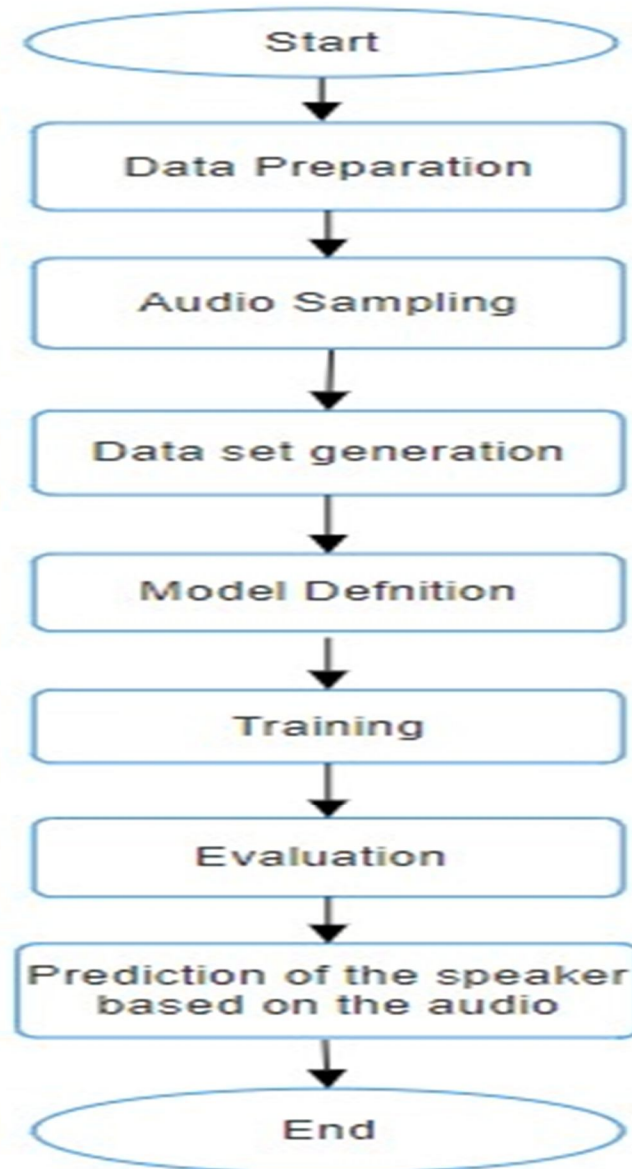 Start
Data Preparation
Audio Sampling
Data set generation
Model Defnition
Training
Evaluation
Prediction of the speaker
based on the audio
End